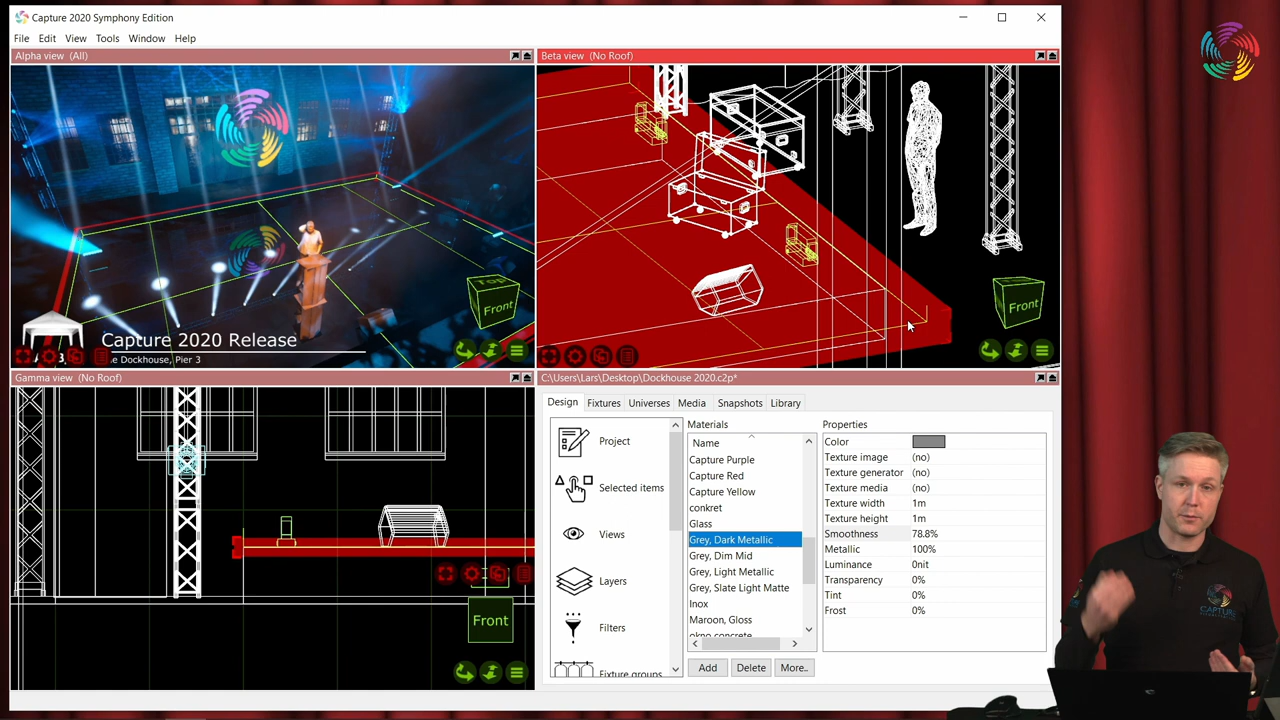 Capture 2020 Symphony Edition
File Edit View Tools Window Help
Alpha view (All)
Capture 2020 Release
e Dockhouse, Pier 3
Top
Front
Beta view (No Roof)
Front
Gamma view (No Roof)
Front
C:\Users\Lars\Desktop\Dockhouse 2020.c2p*
Design Fixtures Universes Media Snapshots Library
Project
Selected items
Views
Layers
Filters
Fixture groups
Materials
Name
Capture Purple
Capture Red
Capture Yellow
conkret
Glass
Grey, Dark Metallic
Grey, Dim Mid
Grey, Light Metallic
Grey, Slate Light Matte
Inox
Maroon, Gloss
okno concrete
Add Delete More..
Properties
Color
Texture image (no)
Texture generator (no)
Texture media (no)
Texture width 1m
Texture height 1m
Smoothness 78.8%
Metallic 100%
Luminance 0nit
Transparency 0%
Tint 0%
Frost 0%
CAPTURE